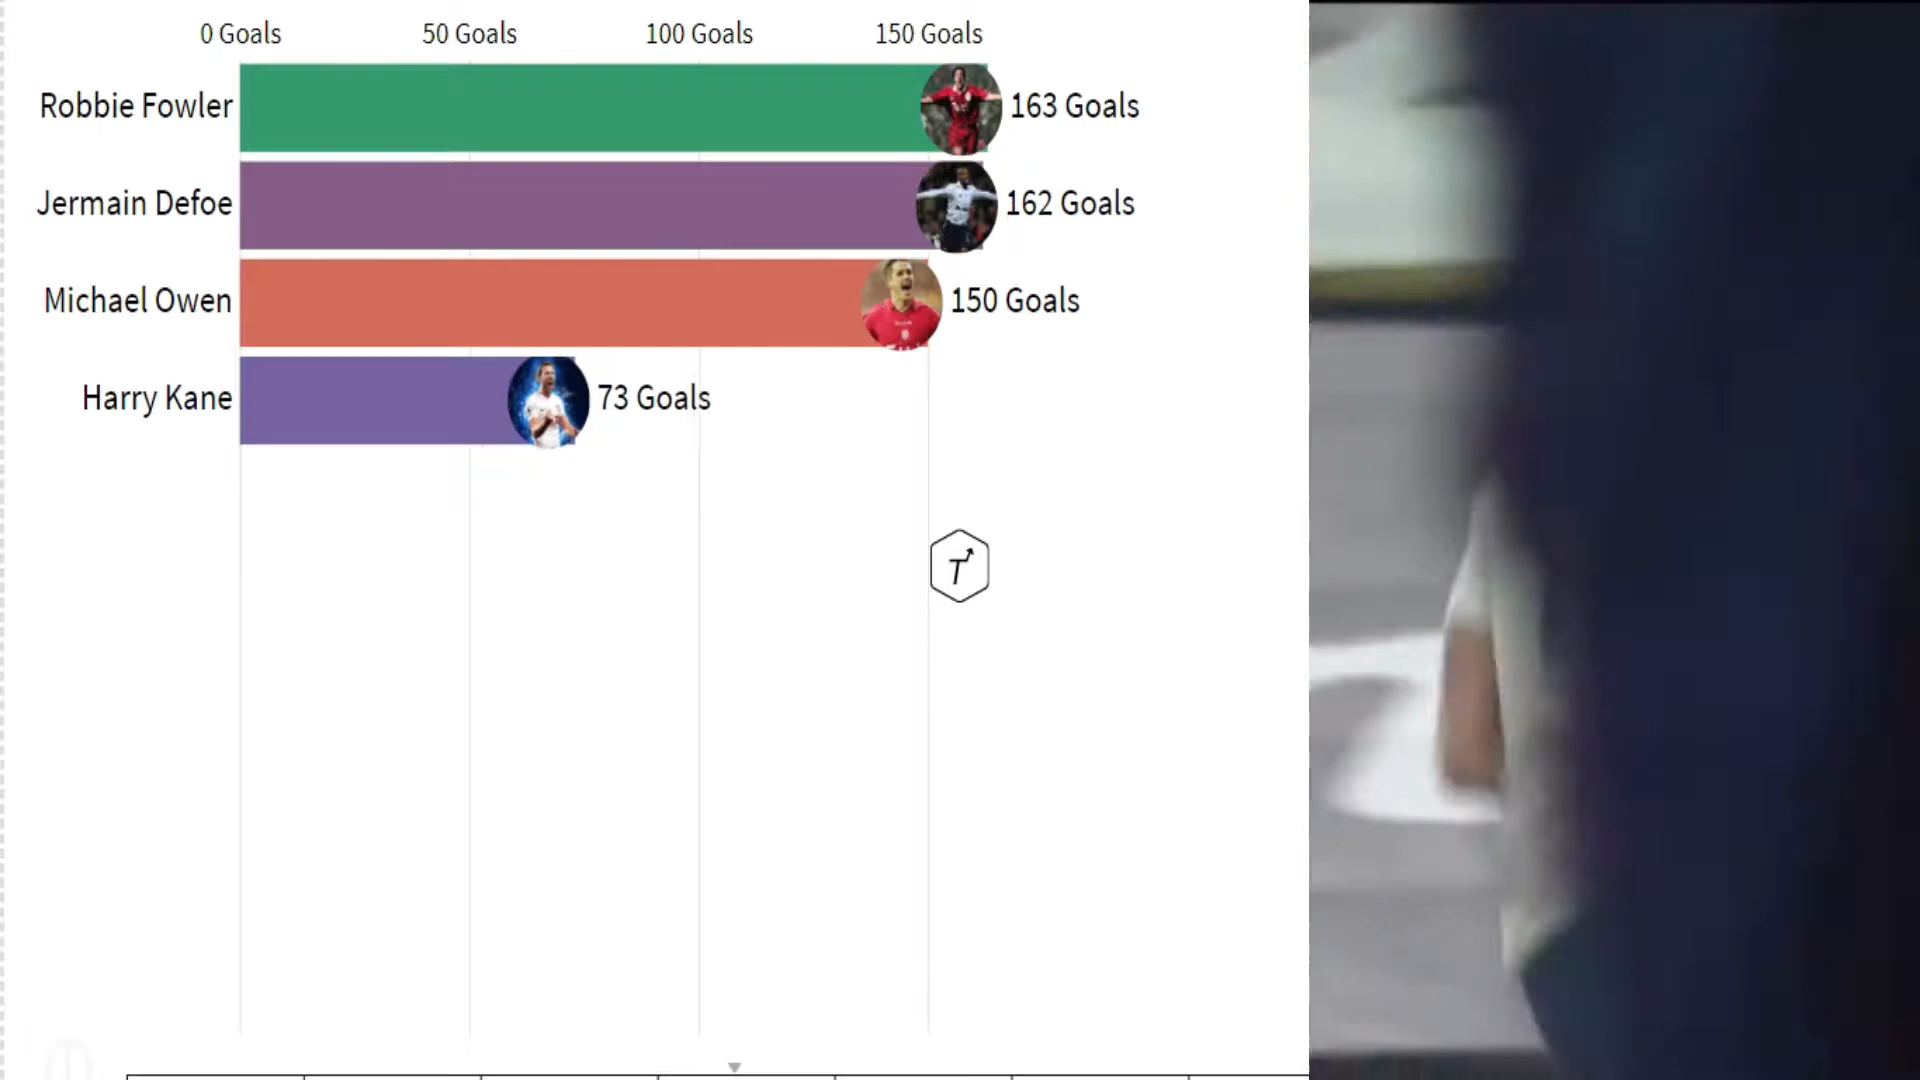 0 Goals 50 Goals 100 Goals 150 Goals
Robbie Fowler 163 Goals
Jermain Defoe 162 Goals
Michael Owen 150 Goals
Harry Kane 73 Goals
T